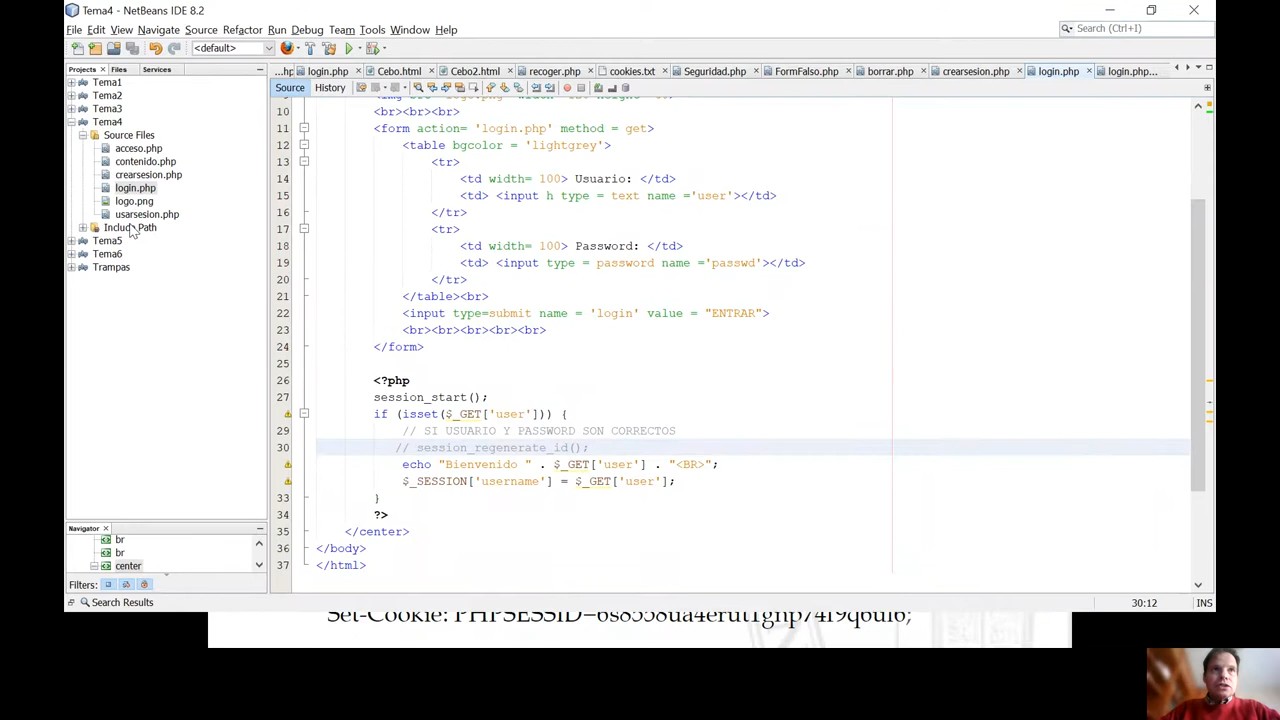 Tema4 - NetBeans IDE 8.2
File Edit View Navigate Source Refactor Run Debug Team Tools Window Help
Search (Ctrl+I)
<default>
Projects Files Services
...hp login.php Cebo.html Cebo2.html recoger.php cookies.txt Seguridad.php FormFalso.php borrar.php crearsesion.php login.php login.php...
Source History
Tema1
Tema2
Tema3
Tema4
Source Files
acceso.php
contenido.php
crearsesion.php
login.php
logo.png
usarsesion.php
Include Path
Tema5
Tema6
Trampas
10 <br><br><br>
11 <form action= 'login.php' method = get>
12 <table bgcolor = 'lightgrey'>
13 <tr>
14 <td width= 100> Usuario: </td>
15 <td> <input h type = text name ='user'></td>
16 </tr>
17 <tr>
18 <td width= 100> Password: </td>
19 <td> <input type = password name ='passwd'></td>
20 </tr>
21 </table><br>
22 <input type=submit name = 'login' value = "ENTRAR">
23 <br><br><br><br><br>
24 </form>
25
26 <?php
27 session_start();
if (isset($_GET['user'])) {
29 // SI USUARIO Y PASSWORD SON CORRECTOS
30 // session_regenerate_id();
echo "Bienvenido " . $_GET['user'] . "<BR>";
$_SESSION['username'] = $_GET['user'];
33 }
34 ?>
35 </center>
36 </body>
37 </html>
Navigator
br
br
center
Filters:
Search Results
30:12 INS